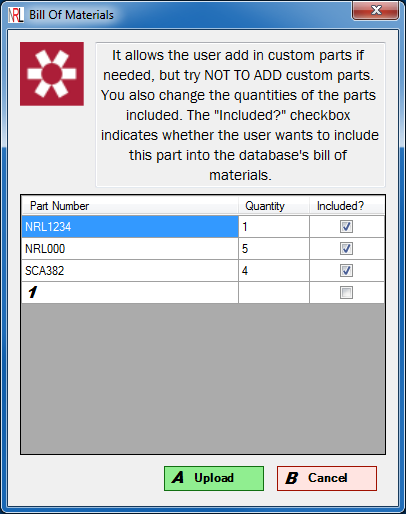 NRL Bill Of Materials
It allows the user add in custom parts if
needed, but try NOT TO ADD custom parts.
You also change the quantities of the parts
included. The "Included?" checkbox
indicates whether the user wants to include
this part into the database's bill of
materials.
Part Number Quantity Included?
NRL1234 1
NRL000 5
SCA382 4
1
A Upload B Cancel